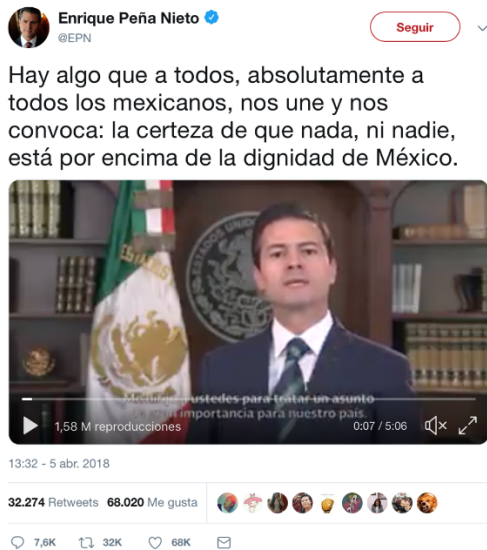 Enrique Peña Nieto
@EPN
Seguir
Hay algo que a todos, absolutamente a
todos los mexicanos, nos une y nos
convoca: la certeza de que nada, ni nadie,
está por encima de la dignidad de México.
ESTADOS UNIDOS
ustedes para tratar un asunto
importancia para nuestro país.
1,58 M reproducciones
0:07 / 5:06
13:32 - 5 abr. 2018
32.274 Retweets 68.020 Me gusta
7,6K 32K 68K